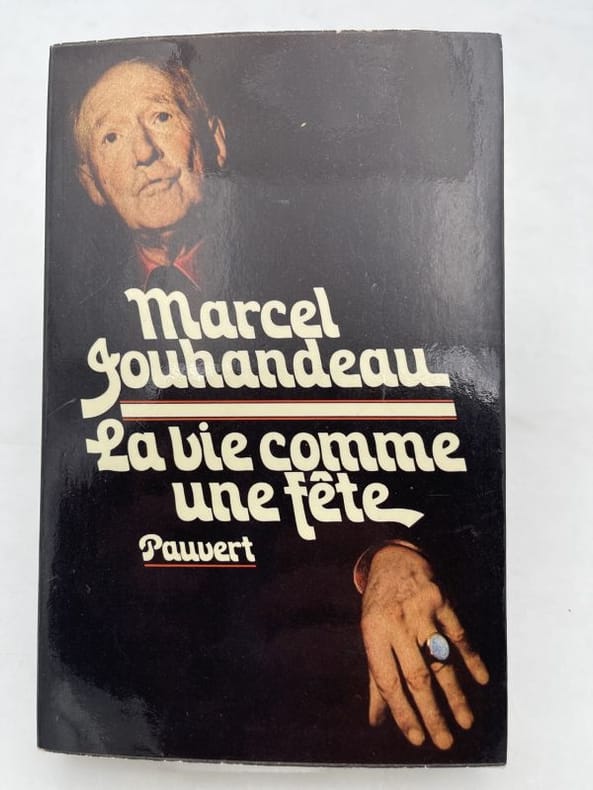 Marcel
Jouhandeau
La vie comme
une fête
Pauvert